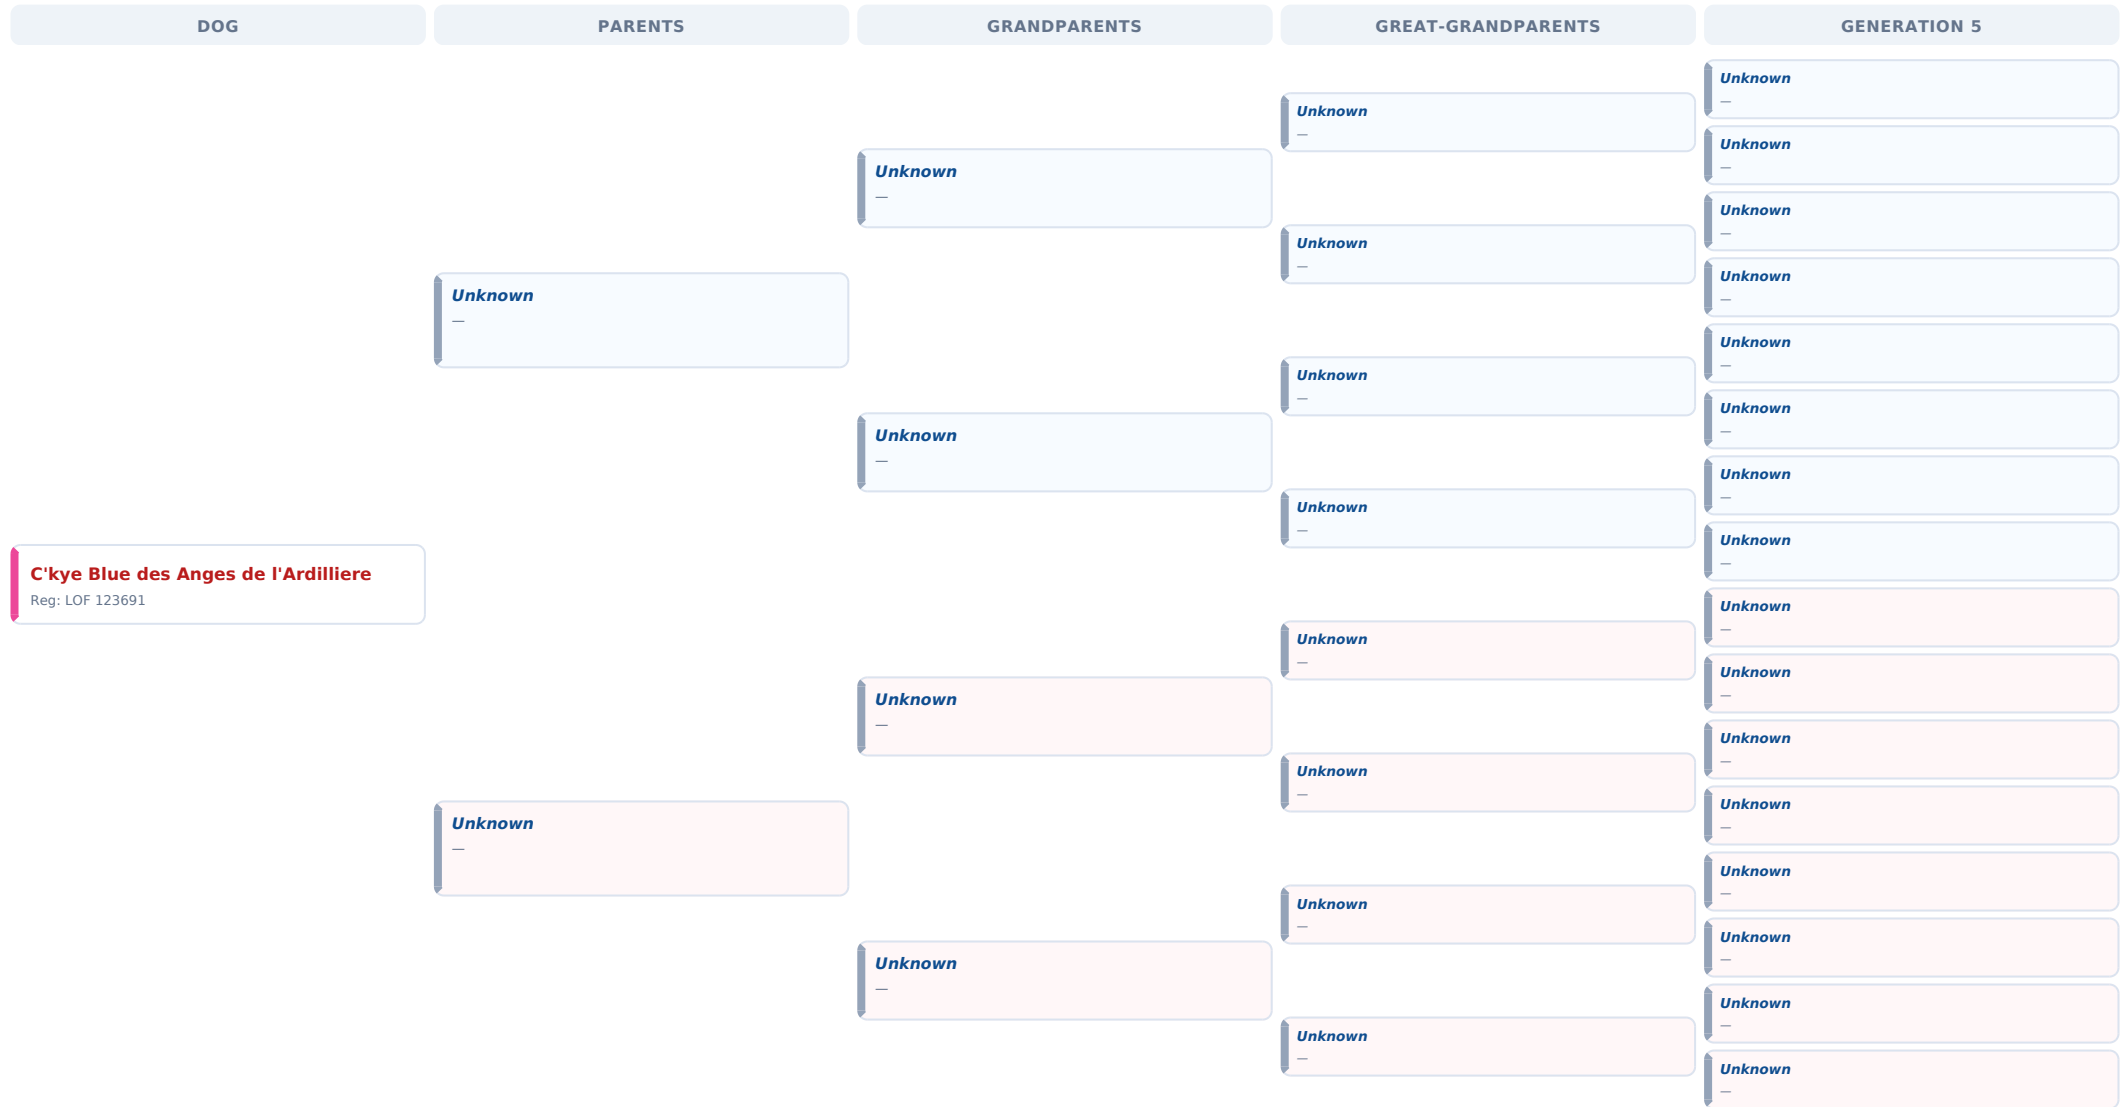 DOG
PARENTS
GRANDPARENTS
GREAT-GRANDPARENTS
GENERATION 5
C'kye Blue des Anges de l'Ardilliere
Reg: LOF 123691
Unknown
—
Unknown
—
Unknown
—
Unknown
—
Unknown
—
Unknown
—
Unknown
—
Unknown
—
Unknown
—
Unknown
—
Unknown
—
Unknown
—
Unknown
—
Unknown
—
Unknown
—
Unknown
—
Unknown
—
Unknown
—
Unknown
—
Unknown
—
Unknown
—
Unknown
—
Unknown
—
Unknown
—
Unknown
—
Unknown
—
Unknown
—
Unknown
—
Unknown
—
Unknown
—